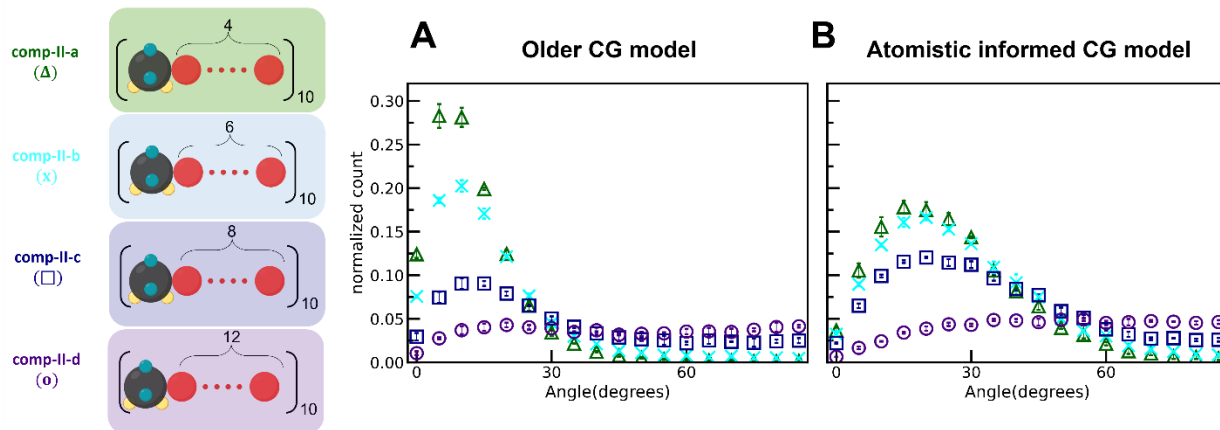 comp-II-a
(Δ)
4
10
comp-II-b
(x)
6
10
comp-II-c
(□)
8
10
comp-II-d
(o)
12
10
A
Older CG model
normalized count
0.30
0.25
0.20
0.15
0.10
0.05
0.00
0
30
60
Angle(degrees)
B
Atomistic informed CG model
0
30
60
Angle(degrees)